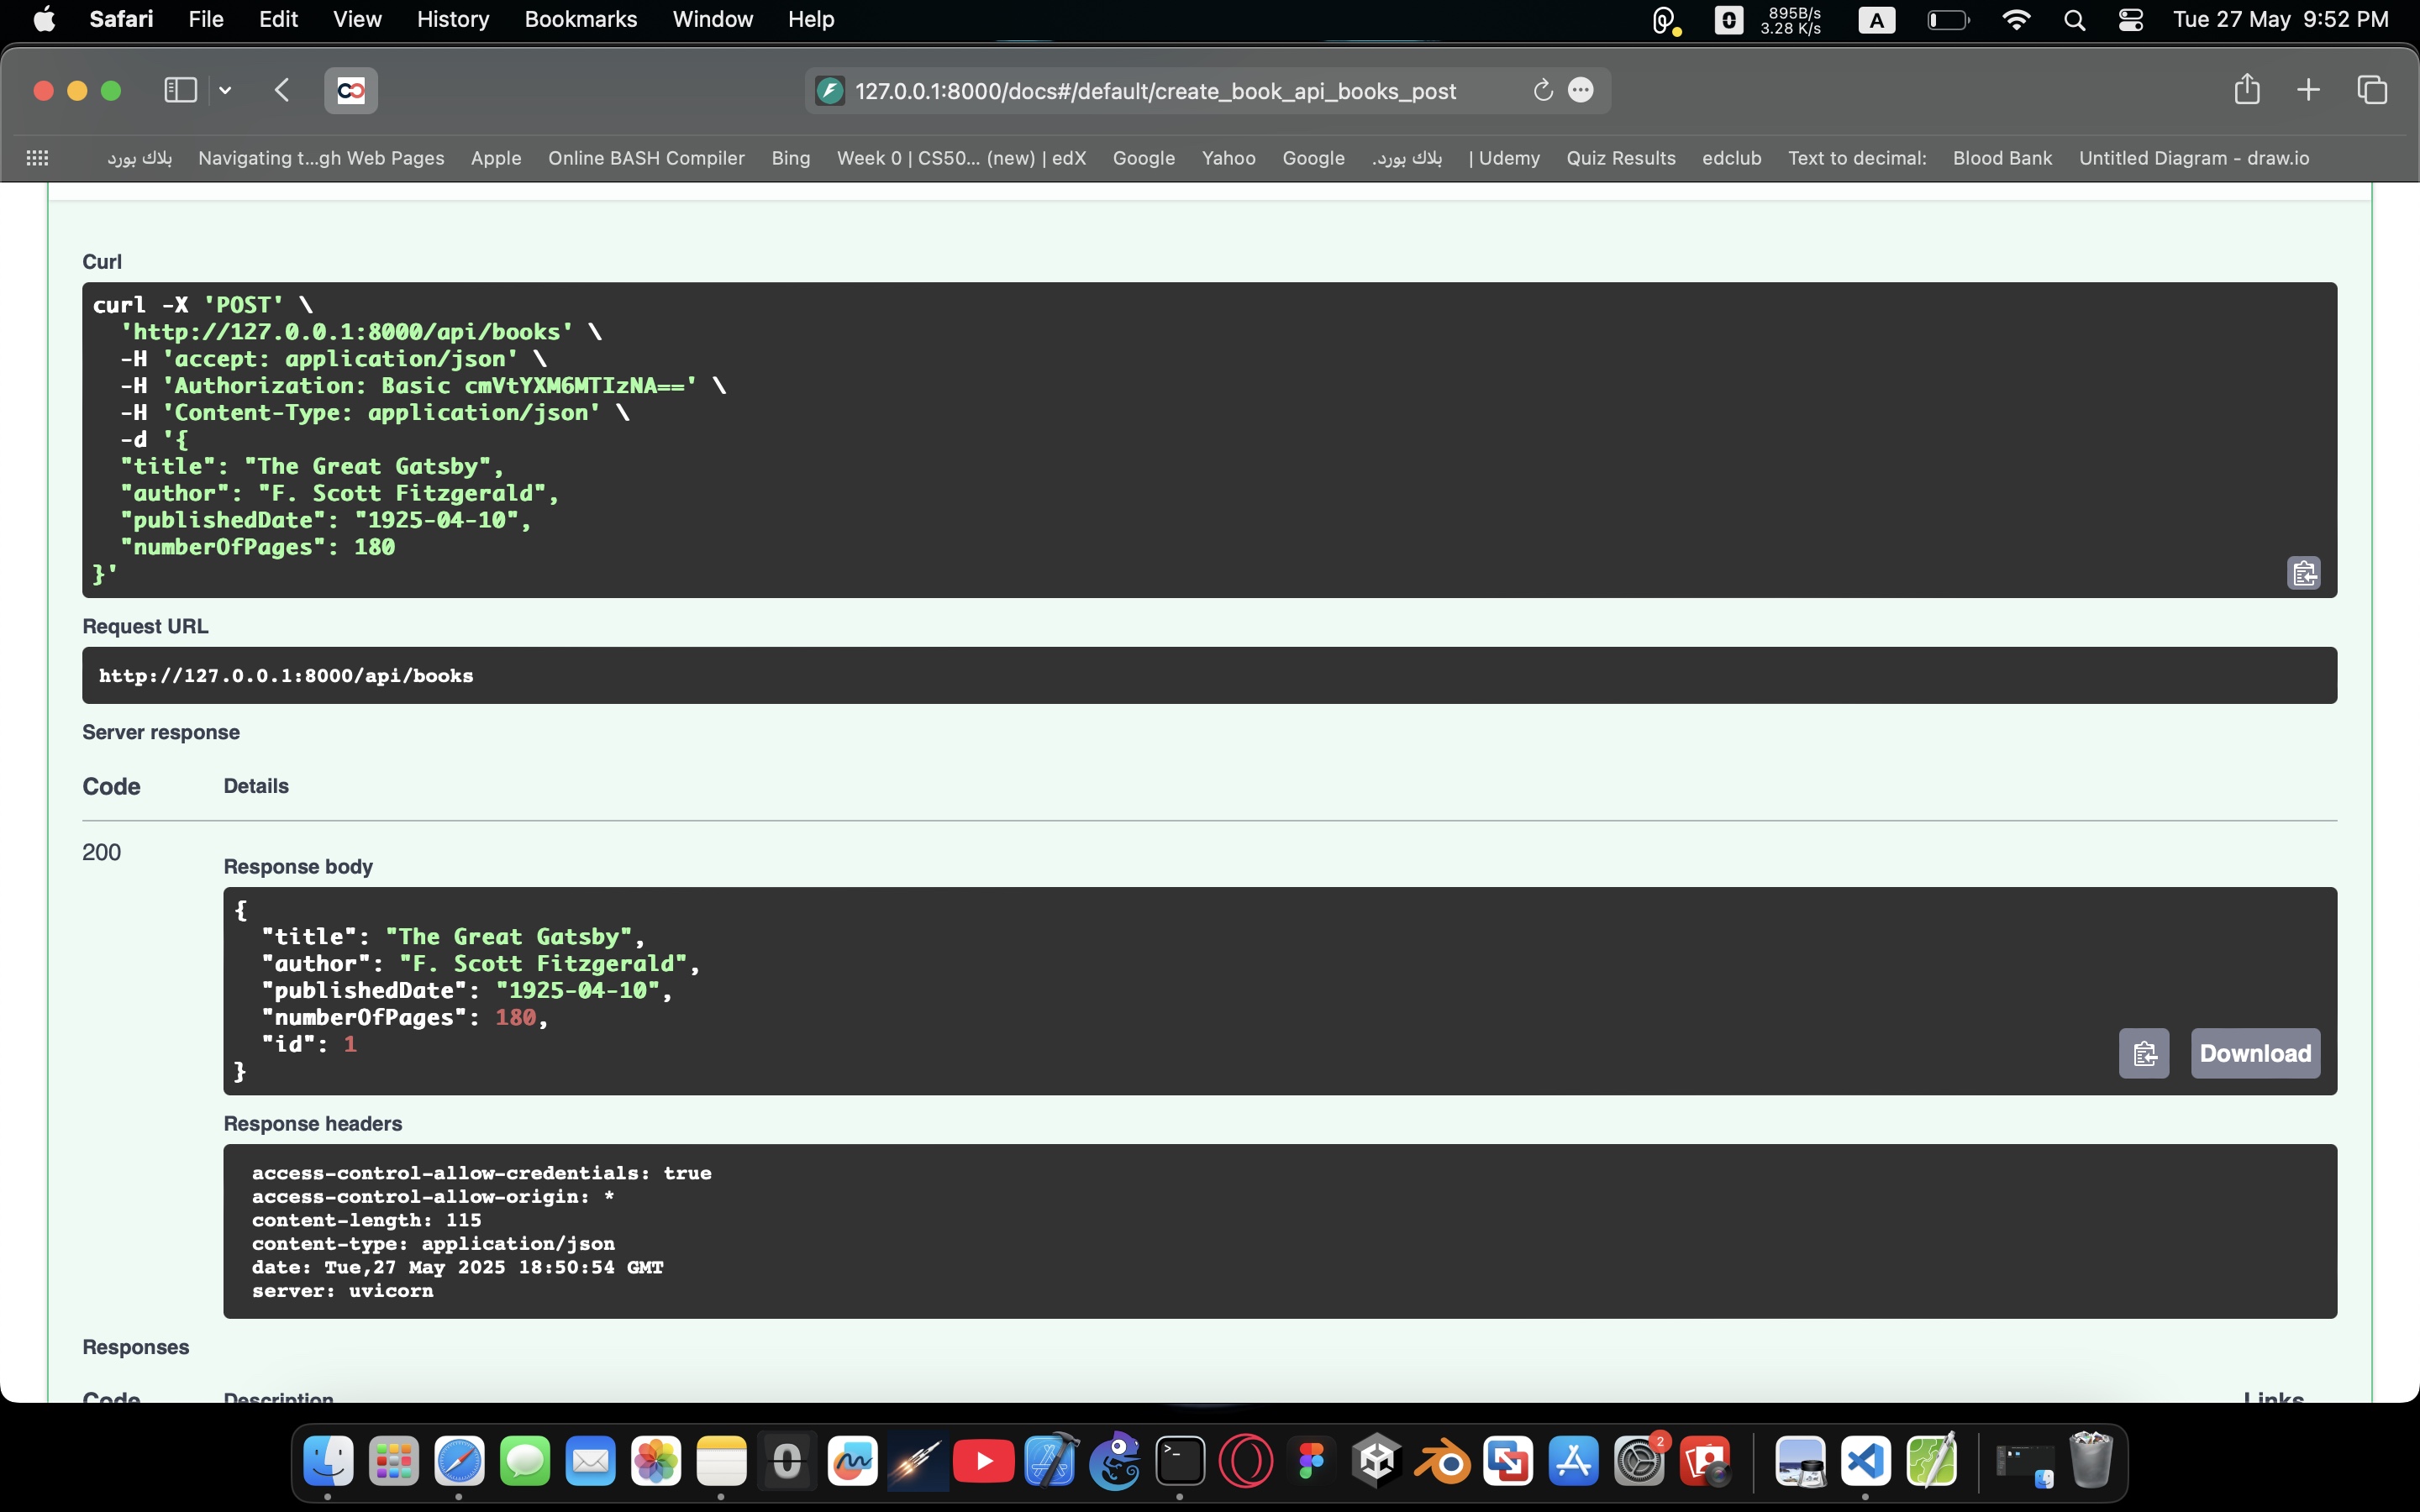 Safari File Edit View History Bookmarks Window Help
895B/s
3.28 K/s
A
Tue 27 May 9:52 PM
127.0.0.1:8000/docs#/default/create_book_api_books_post
بلاك بورد Navigating t...gh Web Pages Apple Online BASH Compiler Bing Week 0 | CS50... (new) | edX Google Yahoo Google بلاك بورد. | Udemy Quiz Results edclub Text to decimal: Blood Bank Untitled Diagram - draw.io
Curl
curl -X 'POST' \
'http://127.0.0.1:8000/api/books' \
-H 'accept: application/json' \
-H 'Authorization: Basic cmVtYXM6MTIzNA==' \
-H 'Content-Type: application/json' \
-d '{
"title": "The Great Gatsby",
"author": "F. Scott Fitzgerald",
"publishedDate": "1925-04-10",
"numberOfPages": 180
}'
Request URL
http://127.0.0.1:8000/api/books
Server response
Code Details
200
Response body
{
"title": "The Great Gatsby",
"author": "F. Scott Fitzgerald",
"publishedDate": "1925-04-10",
"numberOfPages": 180,
"id": 1
}
Download
Response headers
access-control-allow-credentials: true
access-control-allow-origin: *
content-length: 115
content-type: application/json
date: Tue,27 May 2025 18:50:54 GMT
server: uvicorn
Responses
Code Description Links
2